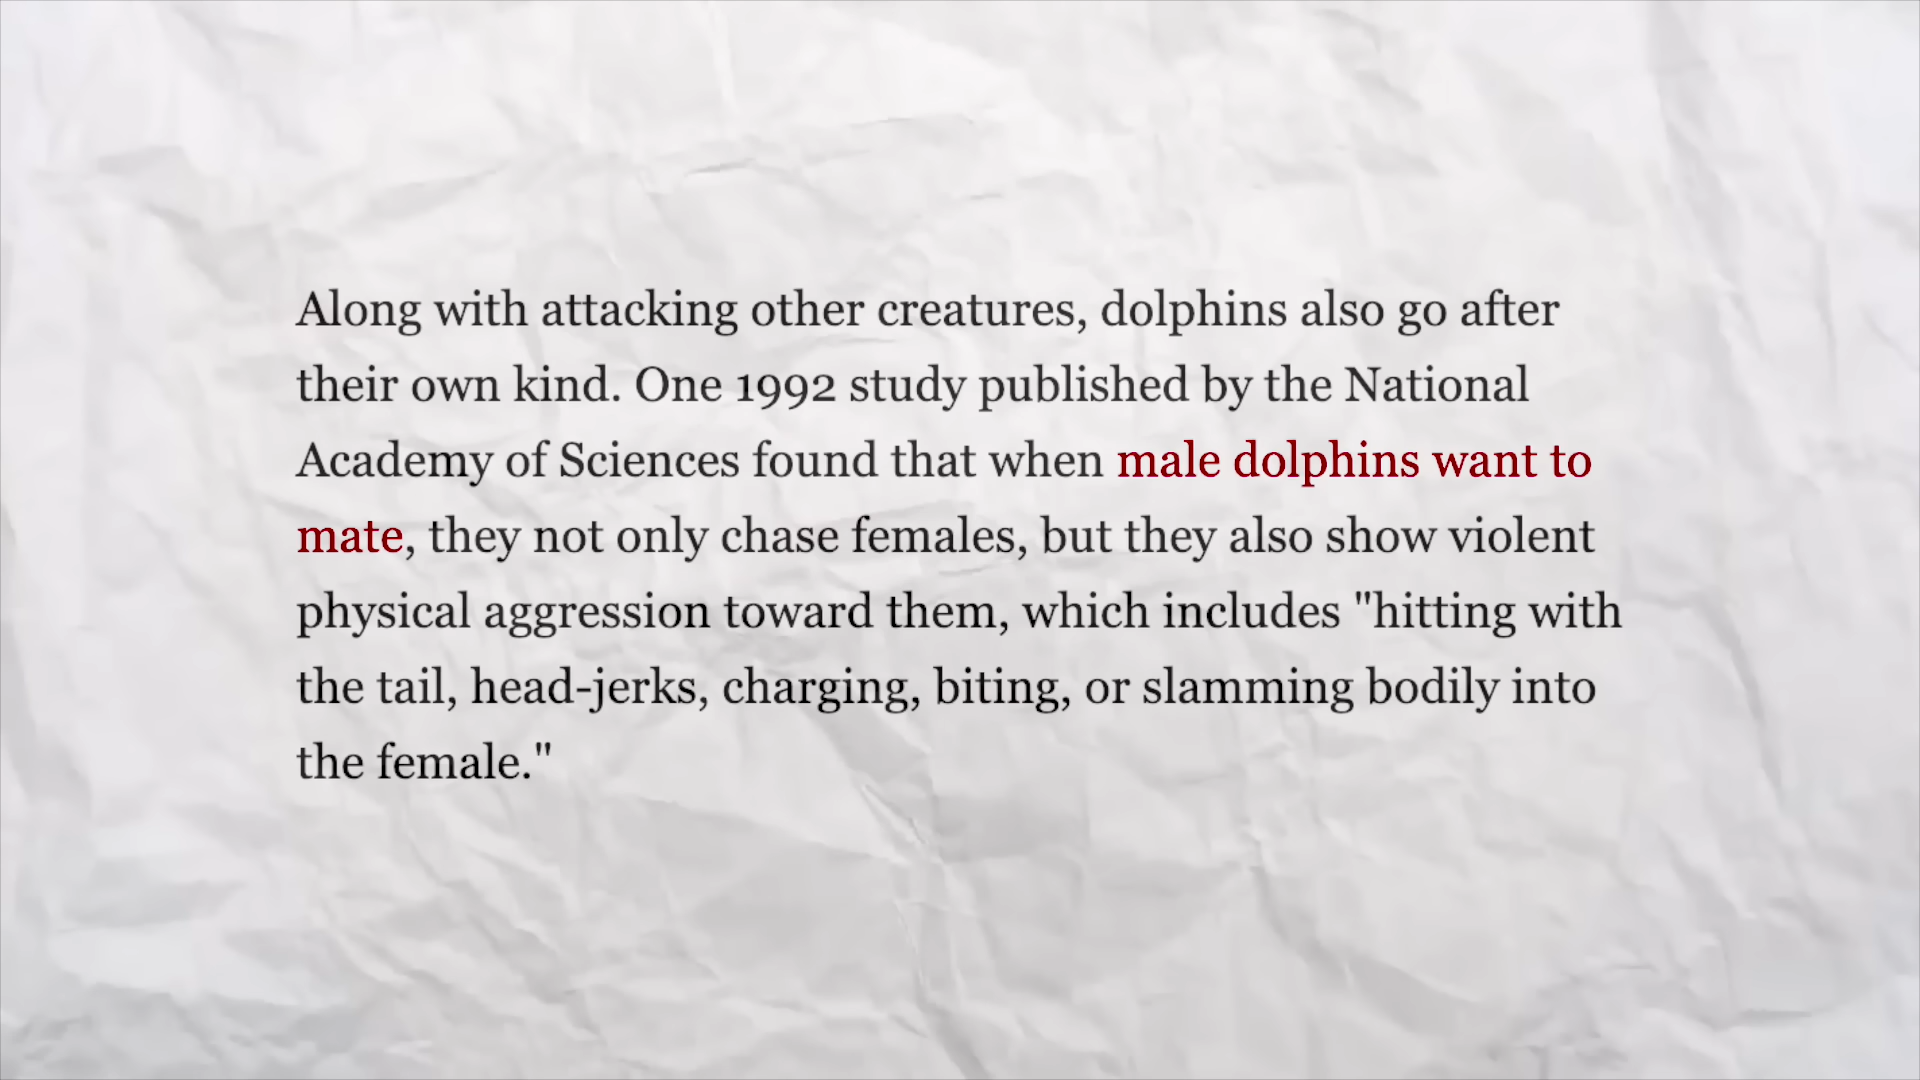 Along with attacking other creatures, dolphins also go after
their own kind. One 1992 study published by the National
Academy of Sciences found that when male dolphins want to
mate, they not only chase females, but they also show violent
physical aggression toward them, which includes "hitting with
the tail, head-jerks, charging, biting, or slamming bodily into
the female."